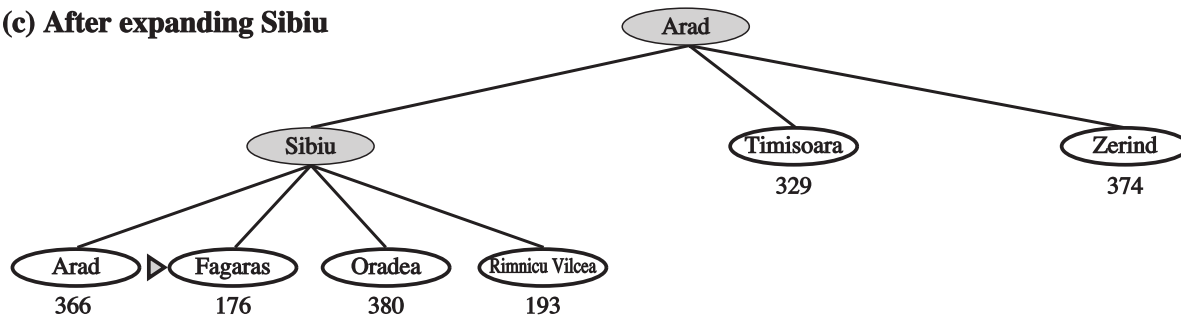 (c) After expanding Sibiu
Arad
Sibiu
Timisoara
Zerind
329
374
Arad
Fagaras
Oradea
Rimnicu Vilcea
366
176
380
193